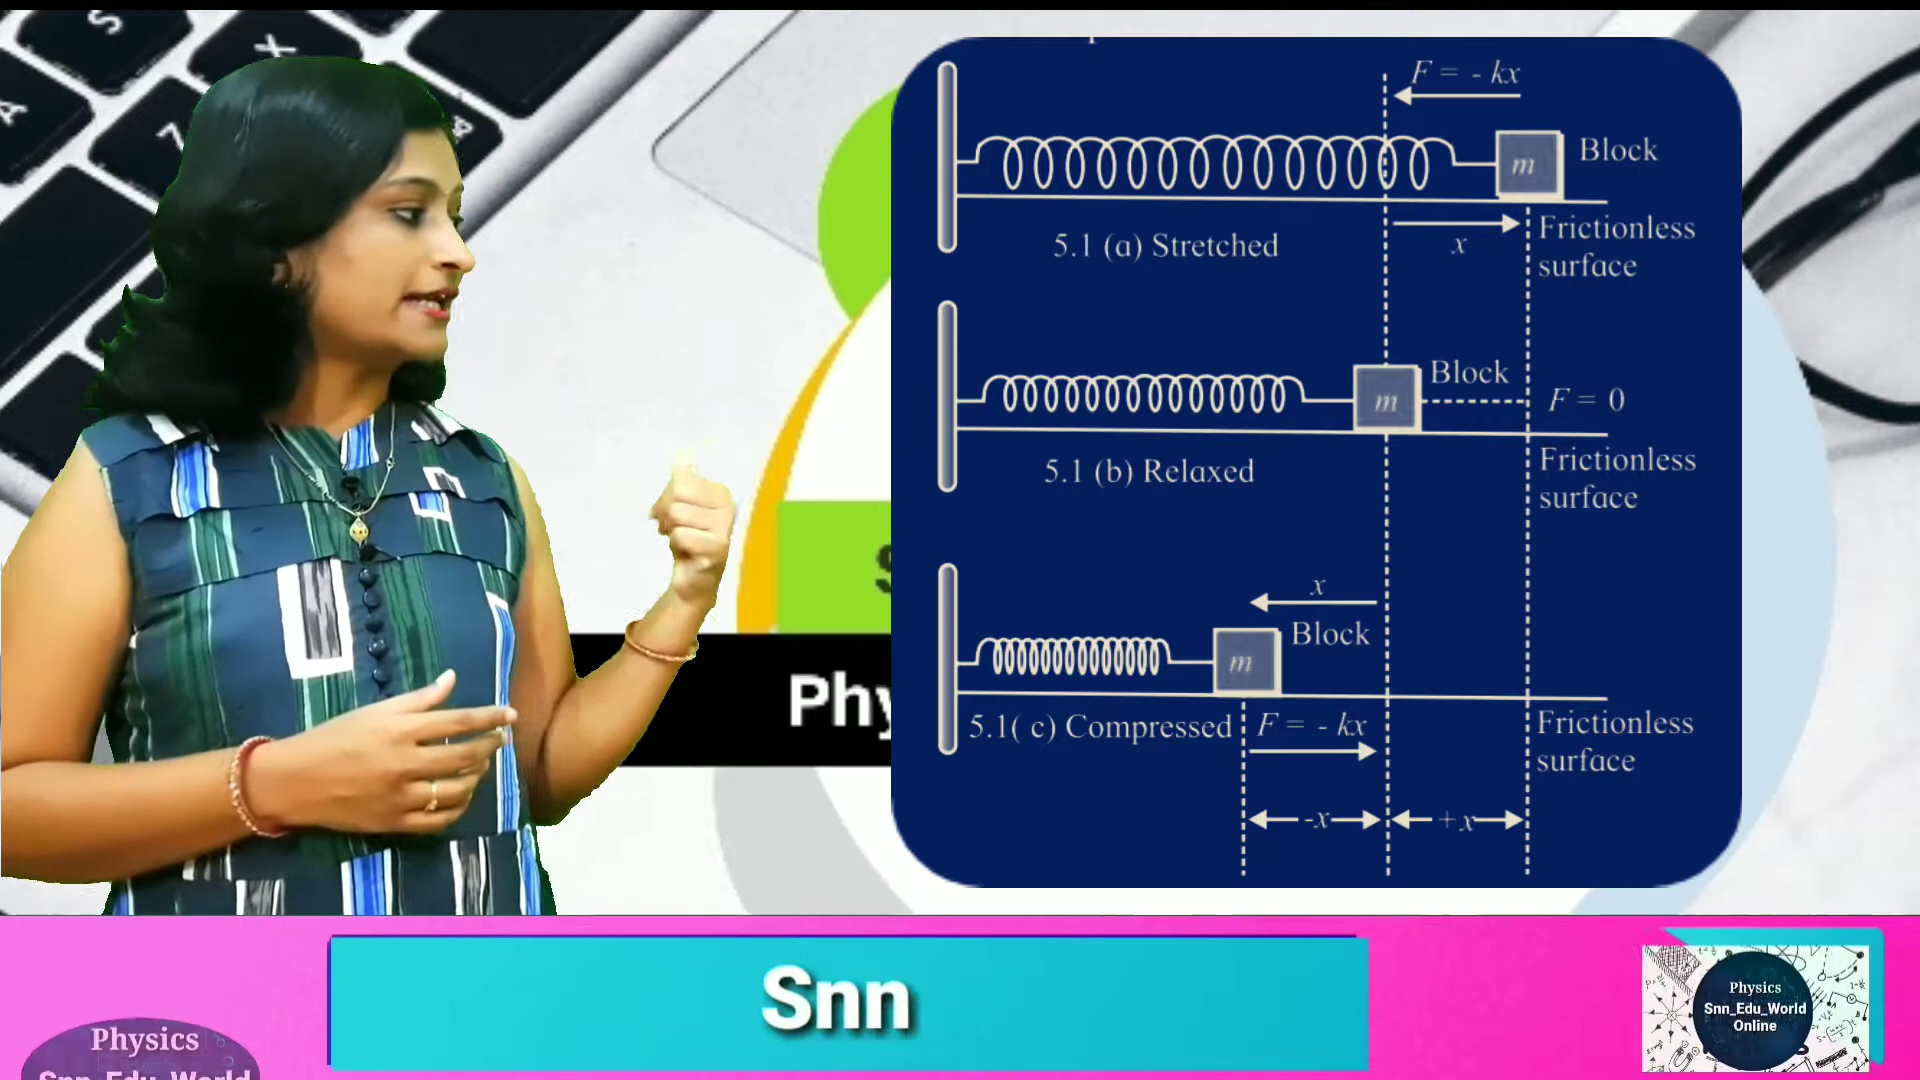 S
X
A
Z
F = - kx
m
Block
x
Frictionless
surface
5.1 (a) Stretched
Block
m
F = 0
5.1 (b) Relaxed
Frictionless
surface
x
Block
m
5.1( c) Compressed
F = - kx
Frictionless
surface
-x
+ x
Phy
Snn
Physics
Snn_Edu_World
Physics
Snn_Edu_World
Online